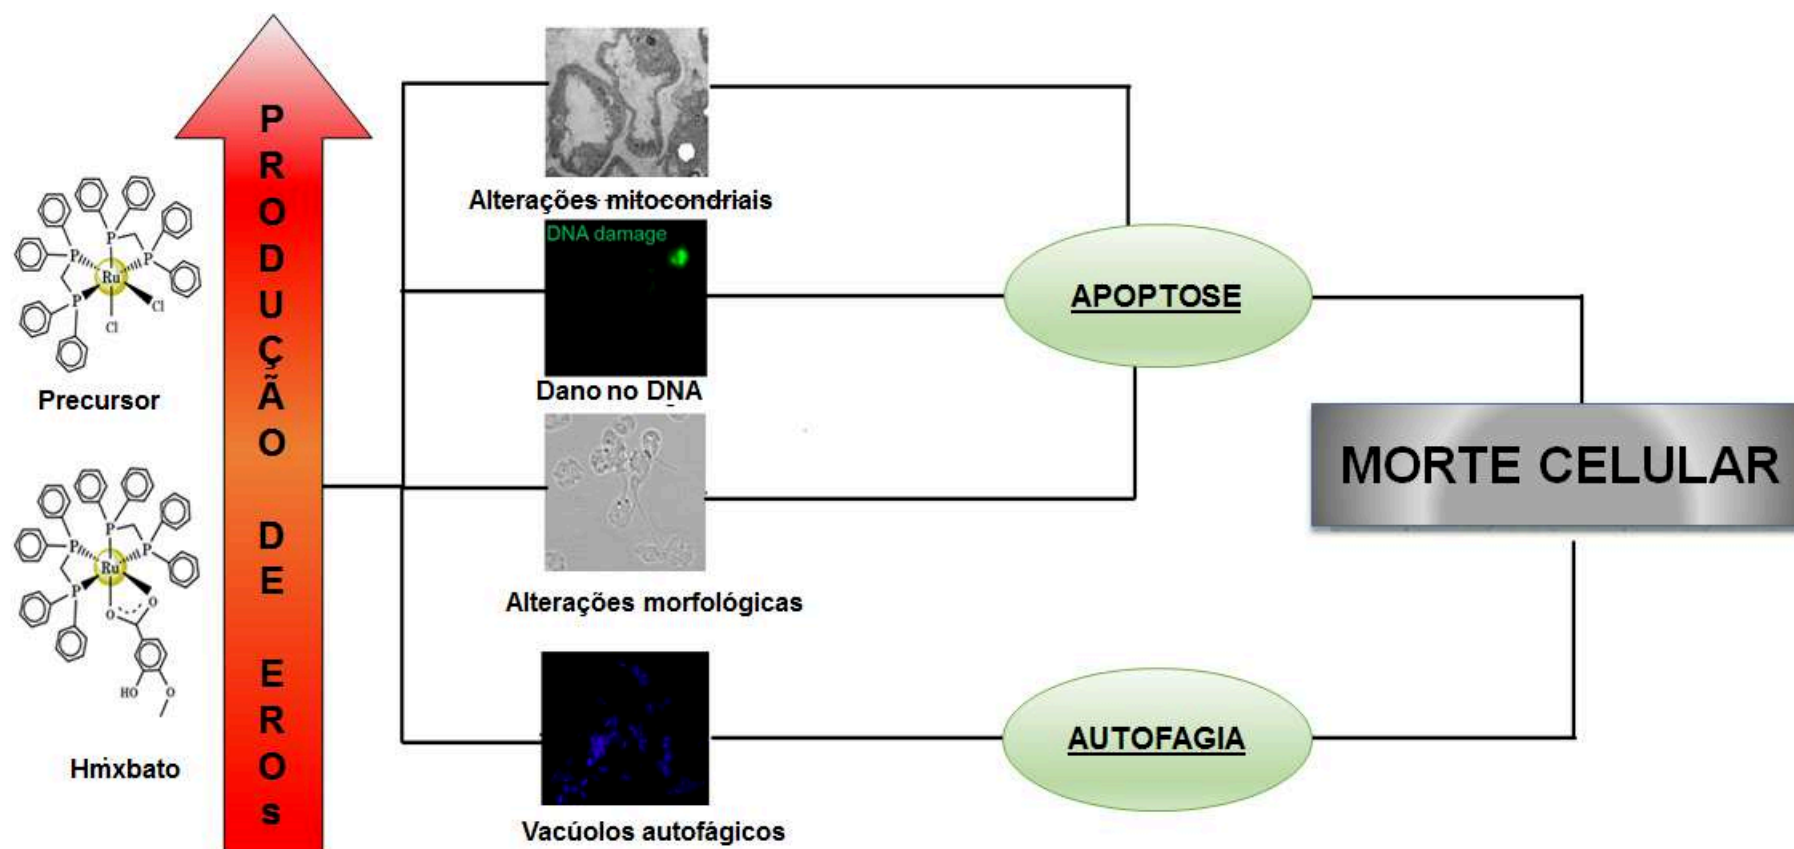 PRODUÇÃO DE EROs
Precursor
Hmxbato
Alterações mitocondriais
DNA damage
Dano no DNA
Alterações morfológicas
Vacúolos autofágicos
APOPTOSE
AUTOFAGIA
MORTE CELULAR
P
P
P
P
Ru
Cl
Cl
P
P
P
P
Ru
O
O
HO
O